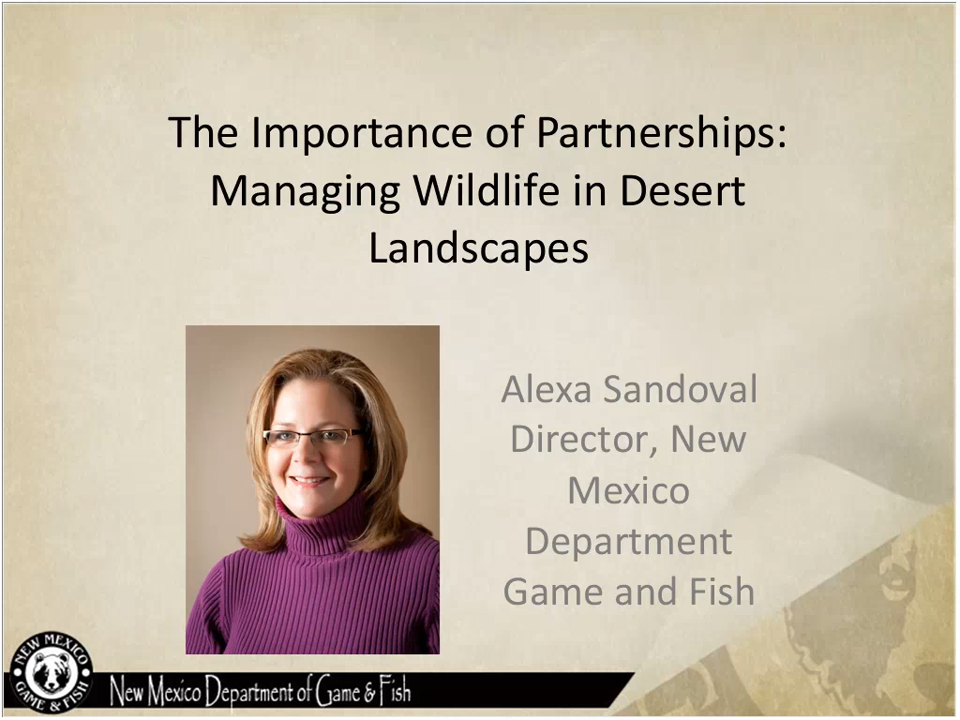 The Importance of Partnerships:
Managing Wildlife in Desert
Landscapes
Alexa Sandoval
Director, New
Mexico
Department
Game and Fish
NEW MEXICO
GAME & FISH
New Mexico Department of Game & Fish